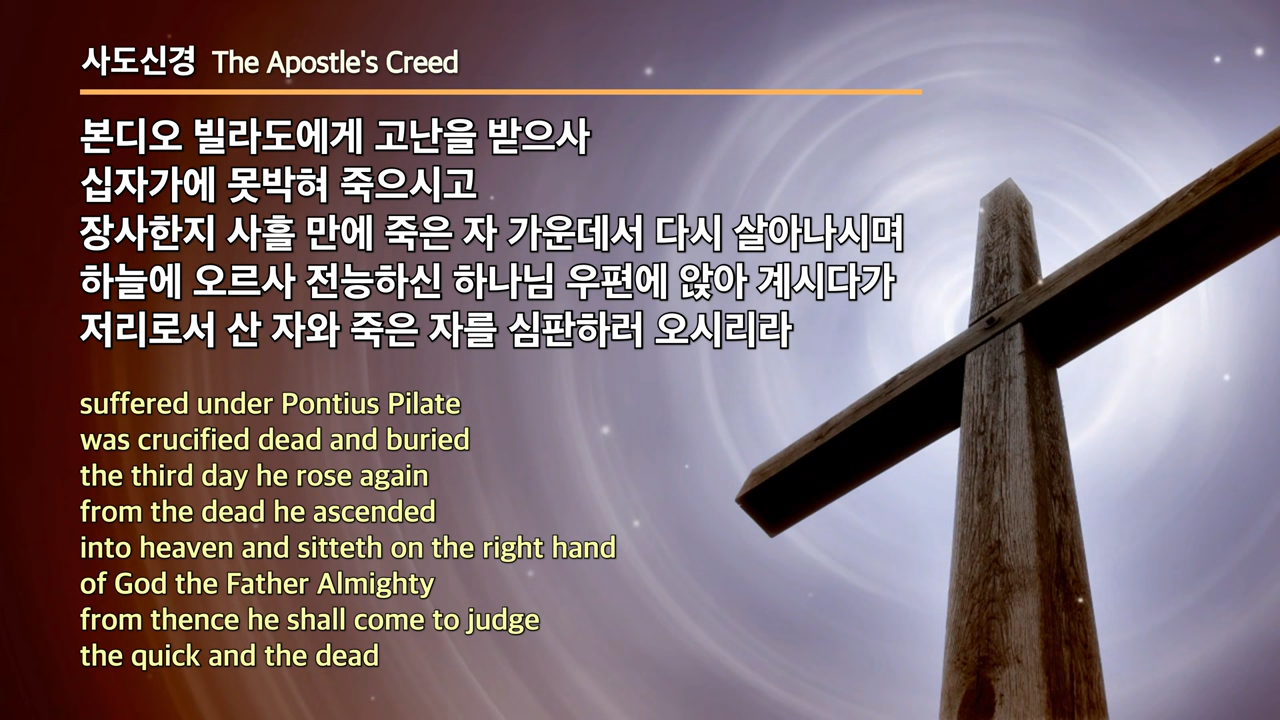 사도신경 The Apostle's Creed
본디오 빌라도에게 고난을 받으사
십자가에 못박혀 죽으시고
장사한지 사흘 만에 죽은 자 가운데서 다시 살아나시며
하늘에 오르사 전능하신 하나님 우편에 앉아 계시다가
저리로서 산 자와 죽은 자를 심판하러 오시리라
suffered under Pontius Pilate
was crucified dead and buried
the third day he rose again
from the dead he ascended
into heaven and sitteth on the right hand
of God the Father Almighty
from thence he shall come to judge
the quick and the dead